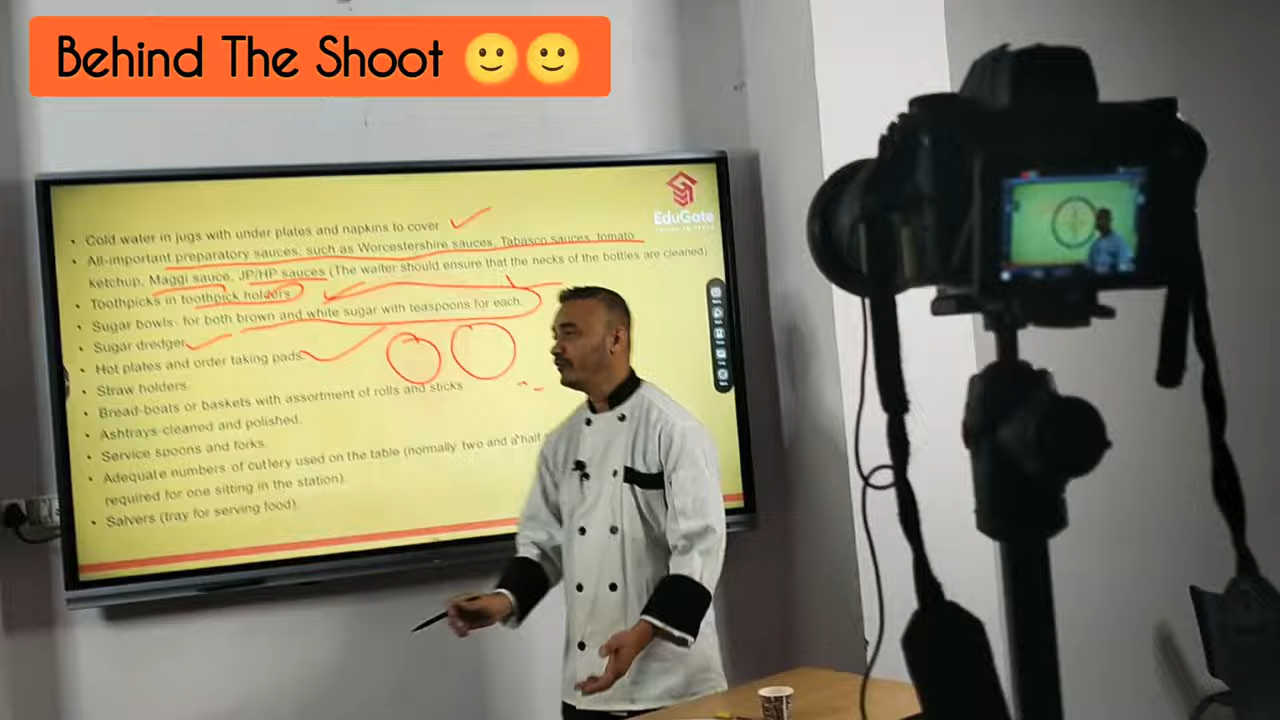 Behind The Shoot 🙂🙂
EduGate
• Cold water in jugs with under plates and napkins to cover
• All-important preparatory sauces, such as Worcestershire sauces, Tabasco sauces, tomato
ketchup, Maggi sauce, JP/HP sauces (The waiter should ensure that the necks of the bottles are cleaned)
• Toothpicks in toothpick holders
• Sugar bowls- for both brown and white sugar with teaspoons for each.
• Sugar dredger
• Hot plates and order taking pads.
• Straw holders.
• Bread-boats or baskets with assortment of rolls and sticks
• Ashtrays-cleaned and polished.
• Service spoons and forks.
• Adequate numbers of cutlery used on the table (normally two and a half
required for one sitting in the station)
• Salvers (tray for serving food)